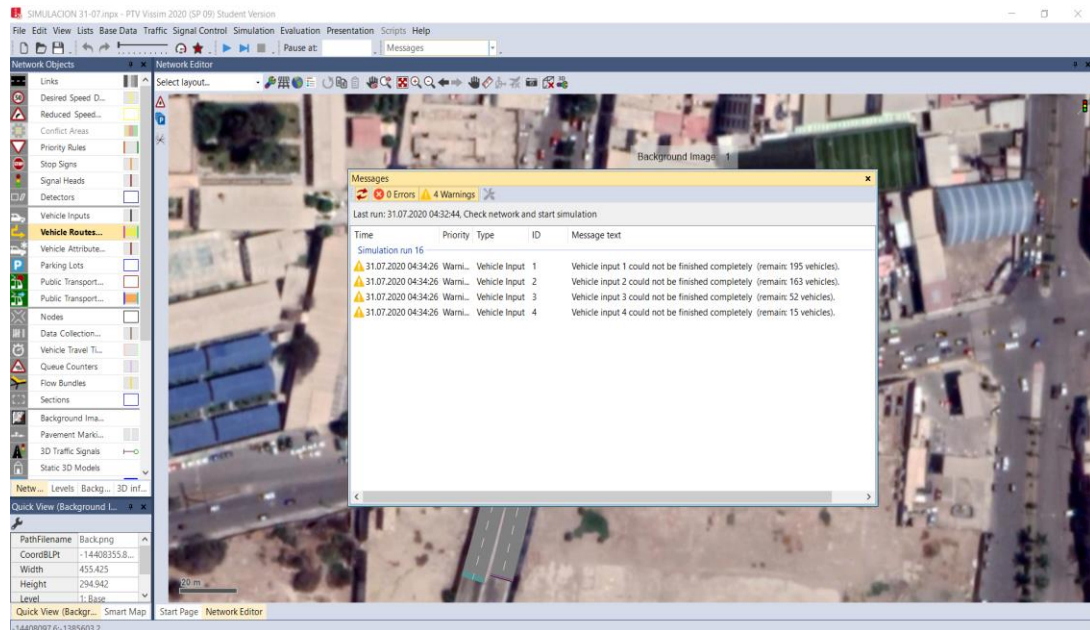 SIMULACION 31-07.inpx - PTV Vissim 2020 (SP 09) Student Version
File Edit View Lists Base Data Traffic Signal Control Simulation Evaluation Presentation Scripts Help
Pause at: Messages
Network Objects
Links
Desired Speed D...
Reduced Speed...
Conflict Areas
Priority Rules
Stop Signs
Signal Heads
Detectors
Vehicle Inputs
Vehicle Routes...
Vehicle Attribute...
Parking Lots
Public Transport...
Public Transport...
Nodes
Data Collection...
Vehicle Travel Ti...
Queue Counters
Flow Bundles
Sections
Background Ima...
Pavement Marki...
3D Traffic Signals
Static 3D Models
Netw... Levels Backg... 3D inf...
Quick View (Background I...
PathFilename Back.png
CoordBLPt -14408355.8...
Width 455.425
Height 294.942
Level 1: Base
Quick View (Backgr... Smart Map
Network Editor
Select layout...
Background Image 1
Messages
0 Errors 4 Warnings
Last run: 31.07.2020 04:32:44, Check network and start simulation
Time Priority Type ID Message text
Simulation run 16
31.07.2020 04:34:26 Warni... Vehicle Input 1 Vehicle input 1 could not be finished completely (remain: 195 vehicles).
31.07.2020 04:34:26 Warni... Vehicle Input 2 Vehicle input 2 could not be finished completely (remain: 163 vehicles).
31.07.2020 04:34:26 Warni... Vehicle Input 3 Vehicle input 3 could not be finished completely (remain: 52 vehicles).
31.07.2020 04:34:26 Warni... Vehicle Input 4 Vehicle input 4 could not be finished completely (remain: 15 vehicles).
20 m
Start Page Network Editor
-14408097.6:-1385603.2